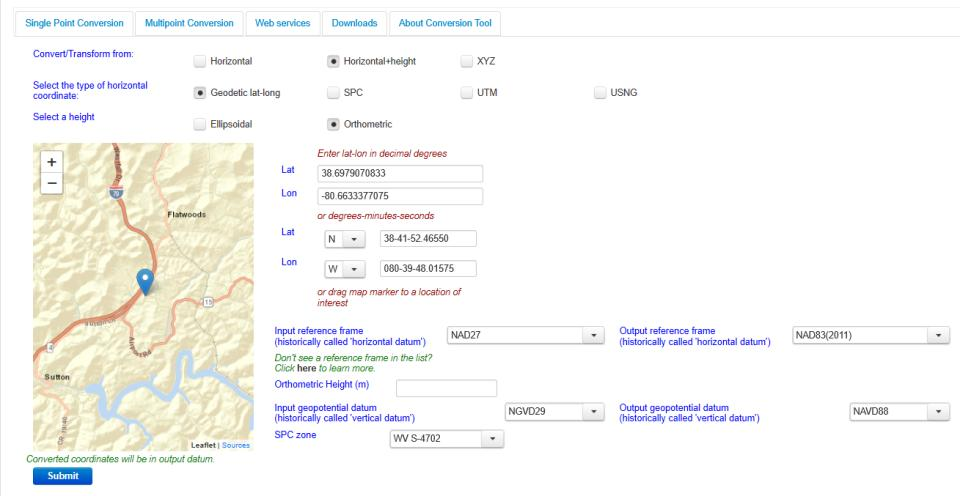 Single Point Conversion Multipoint Conversion Web services Downloads About Conversion Tool
Convert/Transform from:
Horizontal Horizontal+height XYZ
Select the type of horizontal
coordinate:
Geodetic lat-long SPC UTM USNG
Select a height
Ellipsoidal Orthometric
+
−
79
Flatwoods
15
4
Sutton
Leaflet | Sources
Enter lat-lon in decimal degrees
Lat 38.6979070833
Lon -80.6633377075
or degrees-minutes-seconds
Lat N 38-41-52.46550
Lon W 080-39-48.01575
or drag map marker to a location of
interest
Input reference frame
(historically called 'horizontal datum')
NAD27
Output reference frame
(historically called 'horizontal datum')
NAD83(2011)
Don't see a reference frame in the list?
Click here to learn more.
Orthometric Height (m)
Input geopotential datum
(historically called 'vertical datum')
NGVD29
Output geopotential datum
(historically called 'vertical datum')
NAVD88
SPC zone WV S-4702
Converted coordinates will be in output datum.
Submit